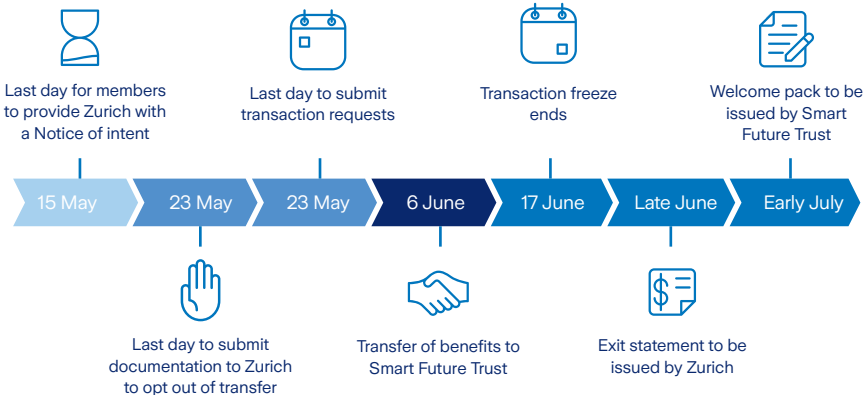 Last day for members
to provide Zurich with
a Notice of intent
Last day to submit
transaction requests
Transaction freeze
ends
Welcome pack to be
issued by Smart
Future Trust
15 May
23 May
23 May
6 June
17 June
Late June
Early July
Last day to submit
documentation to Zurich
to opt out of transfer
Transfer of benefits to
Smart Future Trust
$
Exit statement to be
issued by Zurich